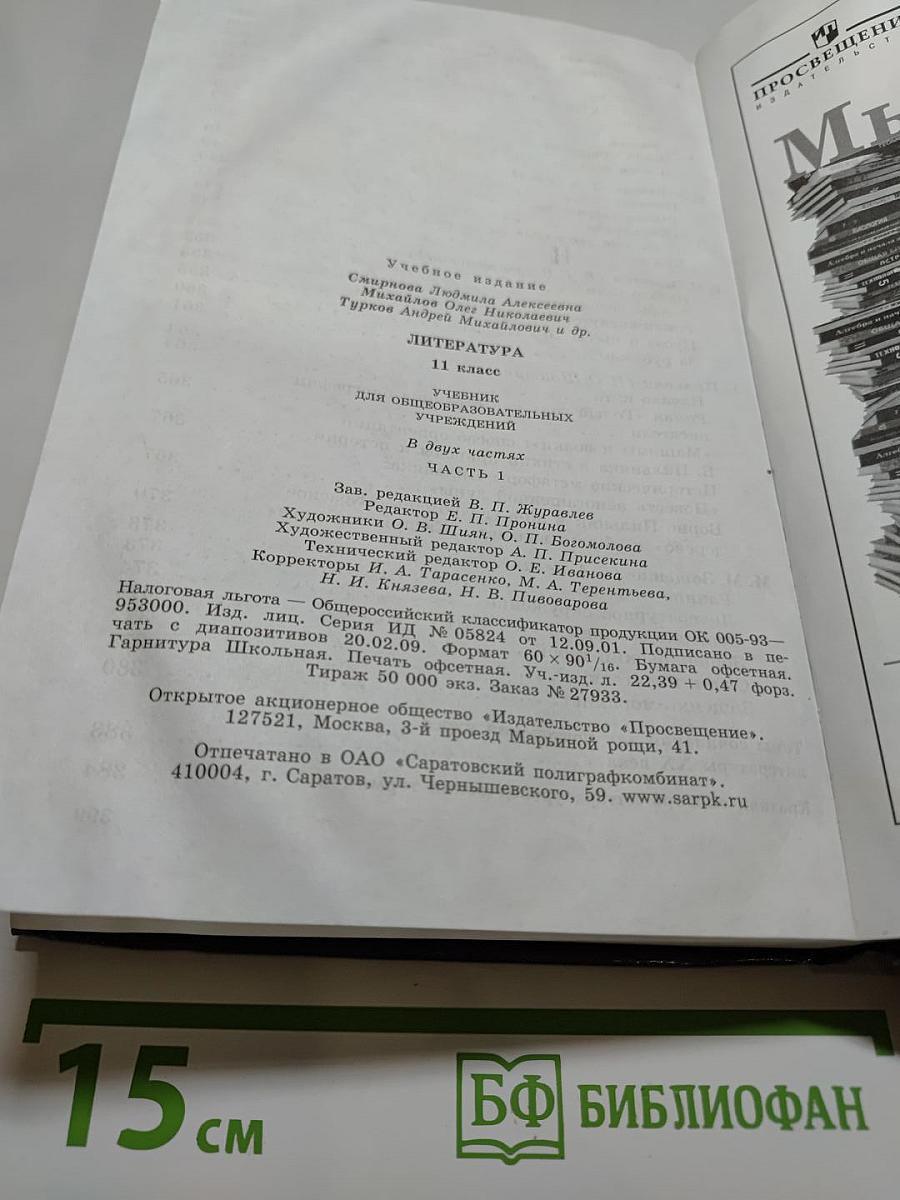 Учебное издание
Смирнова Людмила Алексеевна
Михайлов Олег Николаевич
Турков Андрей Михайлович и др.
ЛИТЕРАТУРА
11 класс
УЧЕБНИК
ДЛЯ ОБЩЕОБРАЗОВАТЕЛЬНЫХ
УЧРЕЖДЕНИЙ
В двух частях
ЧАСТЬ 1
Зав. редакцией В. П. Журавлев
Редактор Е. П. Пронина
Художники О. В. Шиян, О. П. Богомолова
Художественный редактор А. П. Присекина
Технический редактор О. Е. Иванова
Корректоры И. А. Тарасенко, М. А. Терентьева,
Н. И. Князева, Н. В. Пивоварова
Налоговая льгота — Общероссийский классификатор продукции ОК 005-93—
953000. Изд. лиц. Серия ИД № 05824 от 12.09.01. Подписано в пе-
чать с диапозитивов 20.02.09. Формат 60 × 90 1/16. Бумага офсетная.
Гарнитура Школьная. Печать офсетная. Уч.-изд. л. 22,39 + 0,47 форз.
Тираж 50 000 экз. Заказ № 27933.
Открытое акционерное общество «Издательство «Просвещение».
127521, Москва, 3-й проезд Марьиной рощи, 41.
Отпечатано в ОАО «Саратовский полиграфкомбинат».
410004, г. Саратов, ул. Чернышевского, 59. www.sarpk.ru
ПРОСВЕЩЕНИ
ИЗДАТЕЛЬСТ
Мы
15 см
БФ БИБЛИОФАН